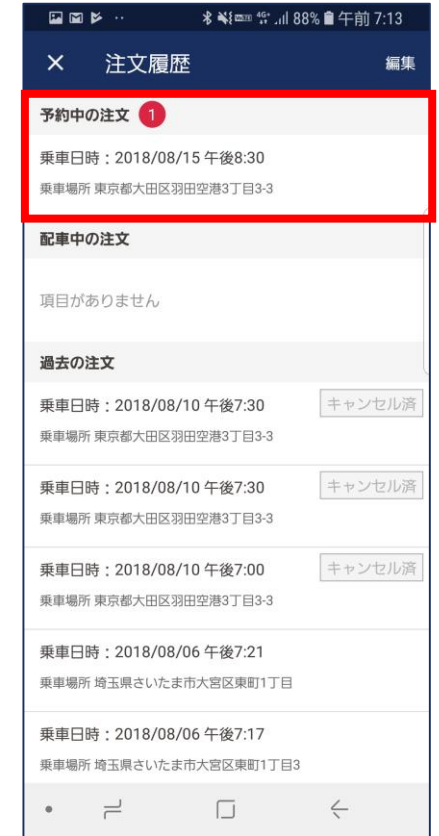 88% 午前 7:13
× 注文履歴 編集
予約中の注文 1
乗車日時：2018/08/15 午後8:30
乗車場所 東京都大田区羽田空港3丁目3-3
配車中の注文
項目がありません
過去の注文
乗車日時：2018/08/10 午後7:30 キャンセル済
乗車場所 東京都大田区羽田空港3丁目3-3
乗車日時：2018/08/10 午後7:30 キャンセル済
乗車場所 東京都大田区羽田空港3丁目3-3
乗車日時：2018/08/10 午後7:00 キャンセル済
乗車場所 東京都大田区羽田空港3丁目3-3
乗車日時：2018/08/06 午後7:21
乗車場所 埼玉県さいたま市大宮区東町1丁目
乗車日時：2018/08/06 午後7:17
乗車場所 埼玉県さいたま市大宮区東町1丁目3